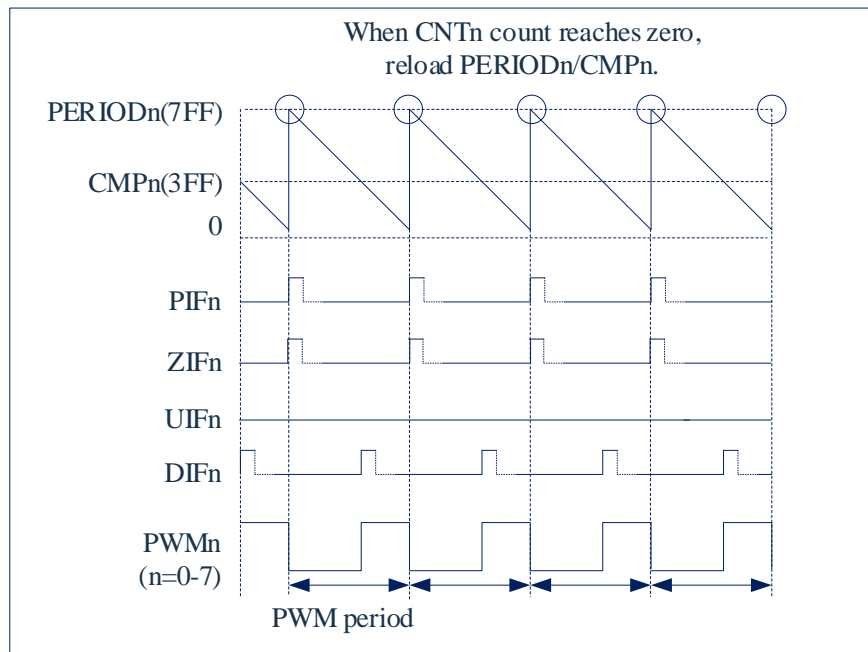 When CNTn count reaches zero,
reload PERIODn/CMPn.
PERIODn(7FF)
CMPn(3FF)
0
PIFn
ZIFn
UIFn
DIFn
PWMn
(n=0-7)
PWM period